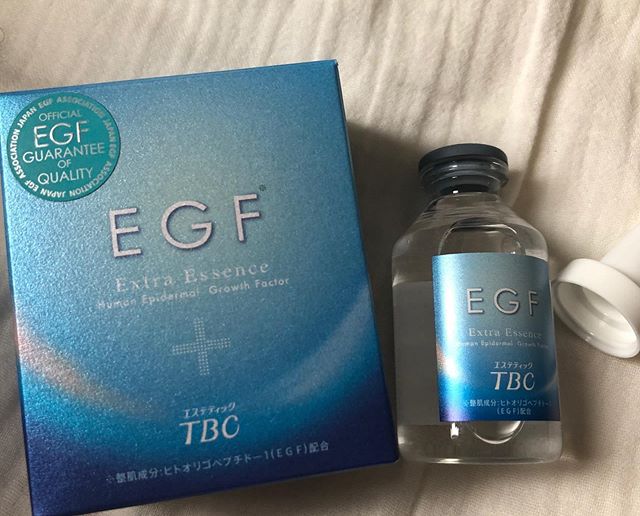 JAPAN EGF ASSOCIATION JAPAN EGF ASSOCIATION
OFFICIAL
EGF
GUARANTEE
OF
QUALITY
EGF®
Extra Essence
Human Epidermal Growth Factor
エステティック
TBC
※整肌成分:ヒトオリゴペプチドー1(EGF)配合
EGF
Extra Essence
Human Epidermal Growth Factor
エステティック
TBC
※整肌成分:ヒトオリゴペプチドー1
(EGF)配合